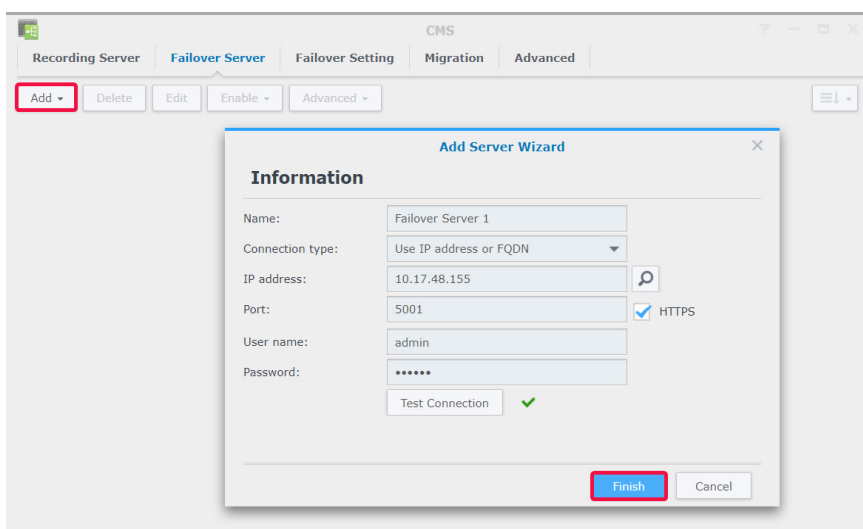 CMS
Recording Server Failover Server Failover Setting Migration Advanced
Add Delete Edit Enable Advanced
Add Server Wizard
Information
Name: Failover Server 1
Connection type: Use IP address or FQDN
IP address: 10.17.48.155
Port: 5001 HTTPS
User name: admin
Password: ••••••
Test Connection
Finish Cancel